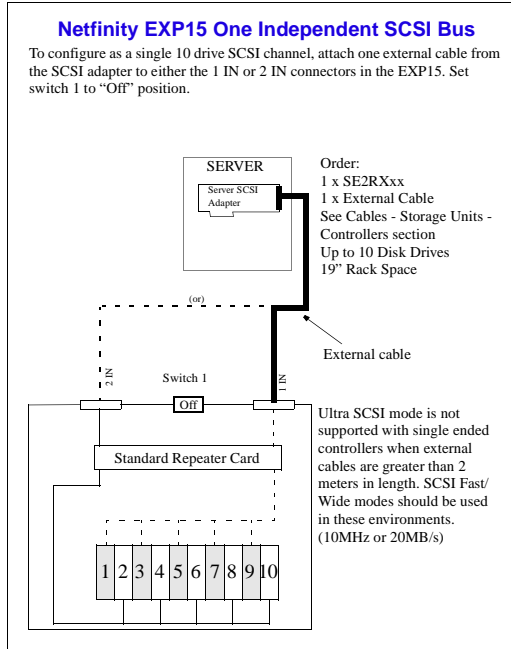 Netfinity EXP15 One Independent SCSI Bus
To configure as a single 10 drive SCSI channel, attach one external cable from
the SCSI adapter to either the 1 IN or 2 IN connectors in the EXP15. Set
switch 1 to “Off” position.
SERVER
Server SCSI
Adapter
Order:
1 x SE2RXxx
1 x External Cable
See Cables - Storage Units -
Controllers section
Up to 10 Disk Drives
19” Rack Space
(or)
External cable
2 IN
Switch 1
1 IN
Off
Ultra SCSI mode is not
supported with single ended
controllers when external
cables are greater than 2
meters in length. SCSI Fast/
Wide modes should be used
in these environments.
(10MHz or 20MB/s)
Standard Repeater Card
1 2 3 4 5 6 7 8 9 10